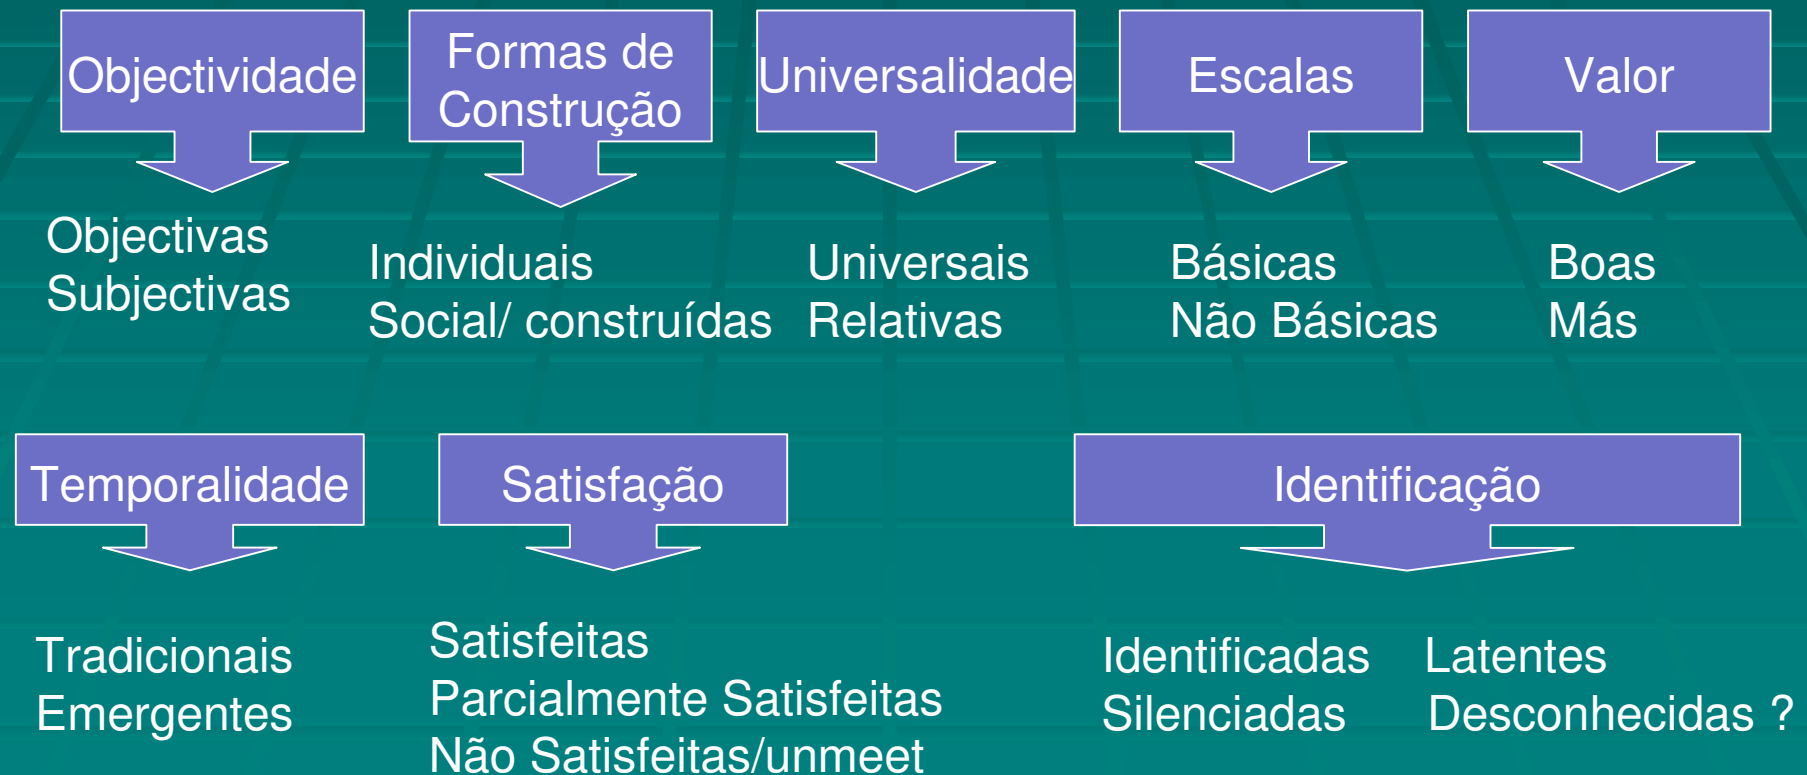 Objectividade
Formas de
Construção
Universalidade
Escalas
Valor
Objectivas
Subjectivas
Individuais
Social/ construídas
Universais
Relativas
Básicas
Não Básicas
Boas
Más
Temporalidade
Satisfação
Identificação
Tradicionais
Emergentes
Satisfeitas
Parcialmente Satisfeitas
Não Satisfeitas/unmeet
Identificadas
Silenciadas
Latentes
Desconhecidas ?